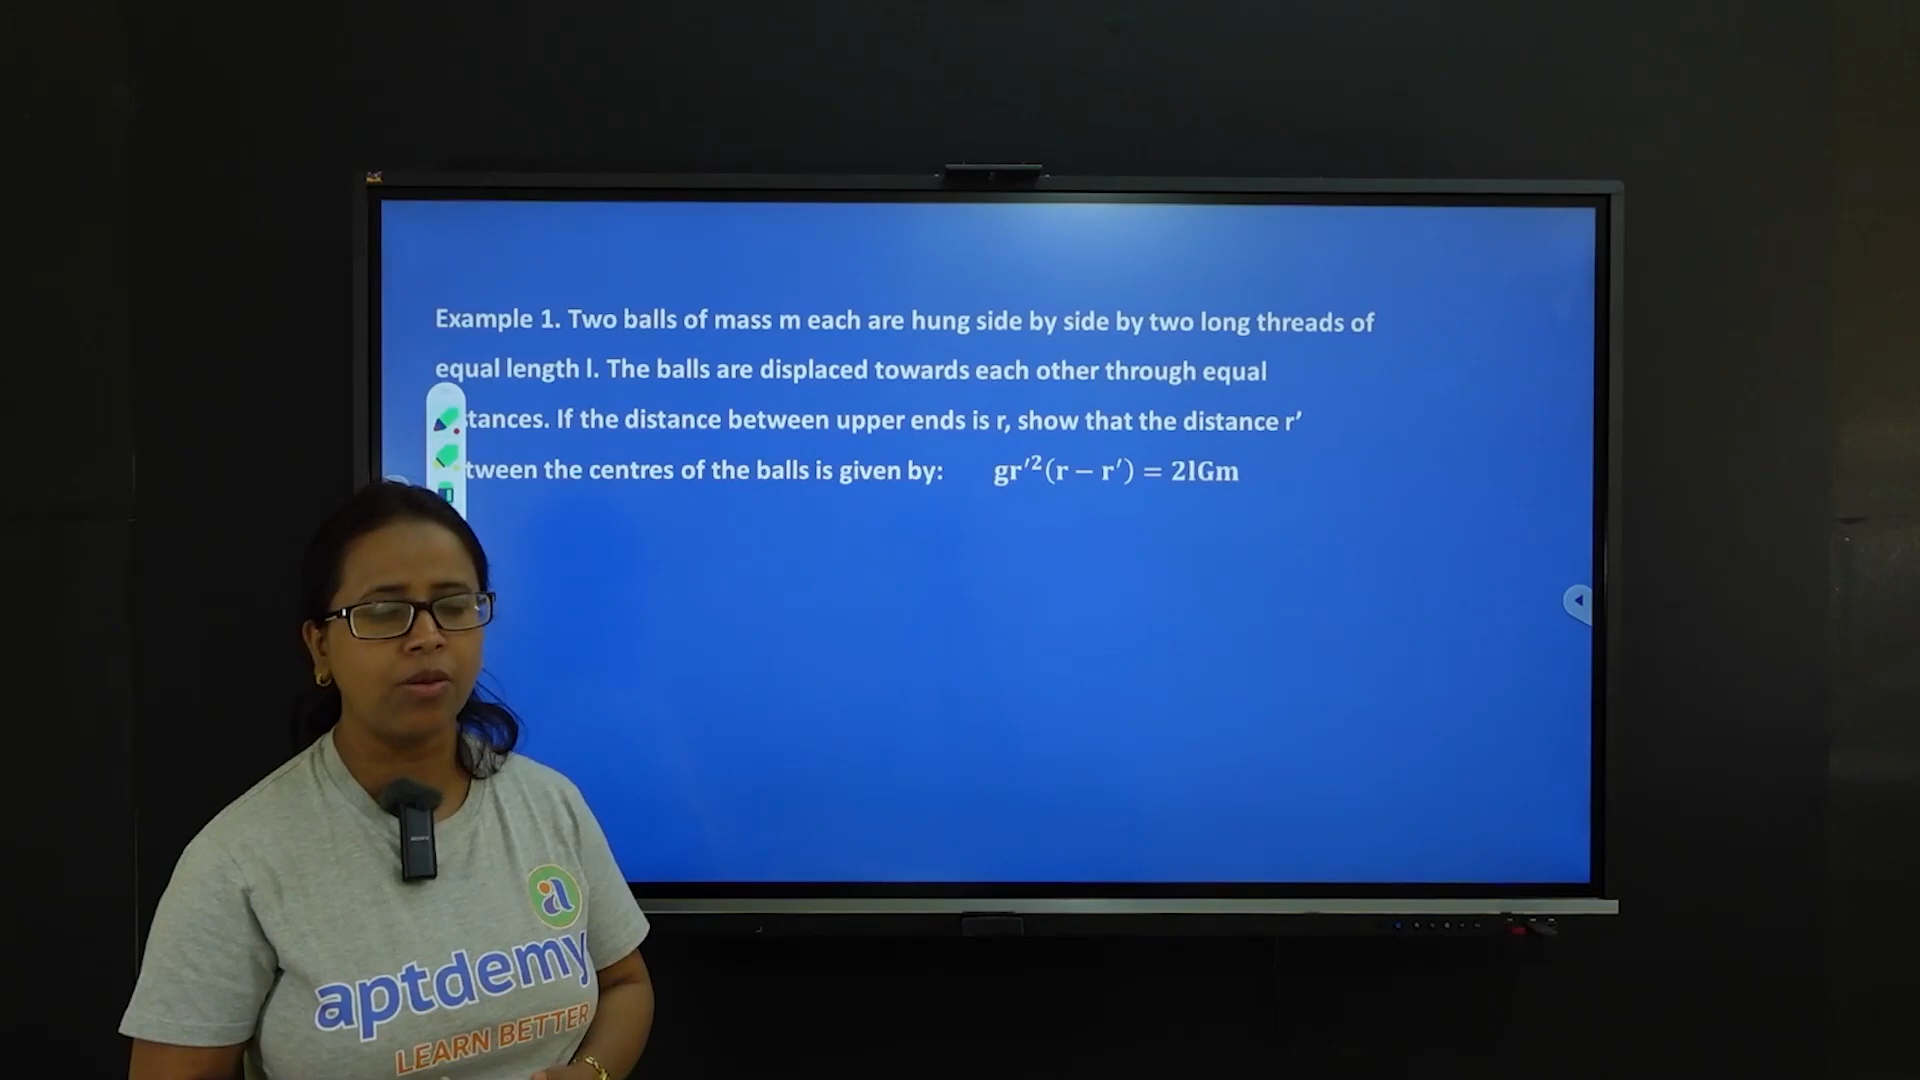 Example 1. Two balls of mass m each are hung side by side by two long threads of
equal length l. The balls are displaced towards each other through equal
stances. If the distance between upper ends is r, show that the distance r′
tween the centres of the balls is given by: gr′²(r – r′) = 2lGm
SONY
a
aptdemy
LEARN BETTER